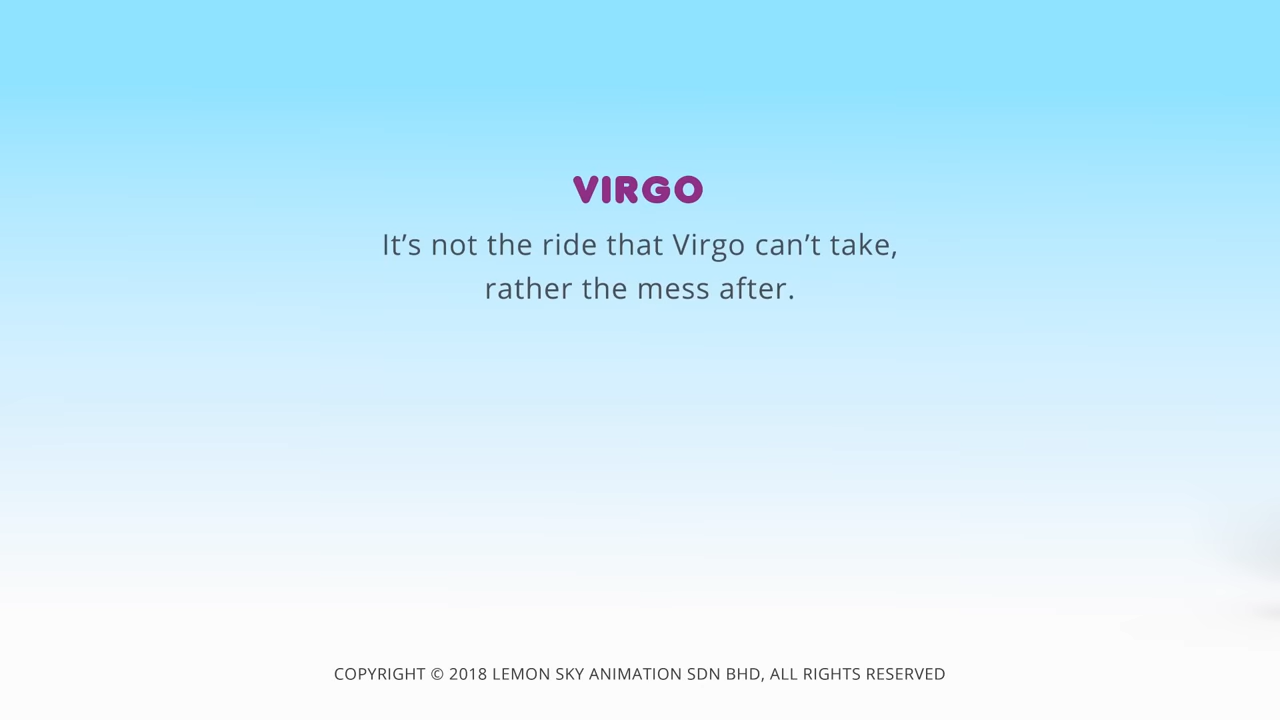 VIRGO
It’s not the ride that Virgo can’t take,
rather the mess after.
COPYRIGHT © 2018 LEMON SKY ANIMATION SDN BHD, ALL RIGHTS RESERVED